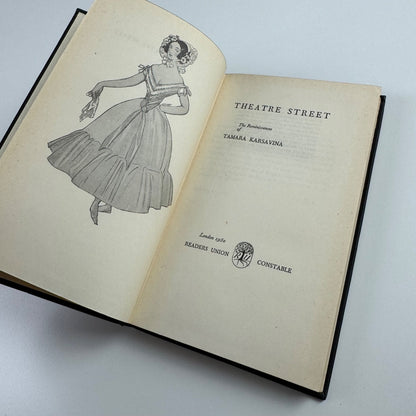 THEATRE STREET
The Reminiscences
of
TAMARA KARSAVINA
London 1950
READERS UNION CONSTABLE